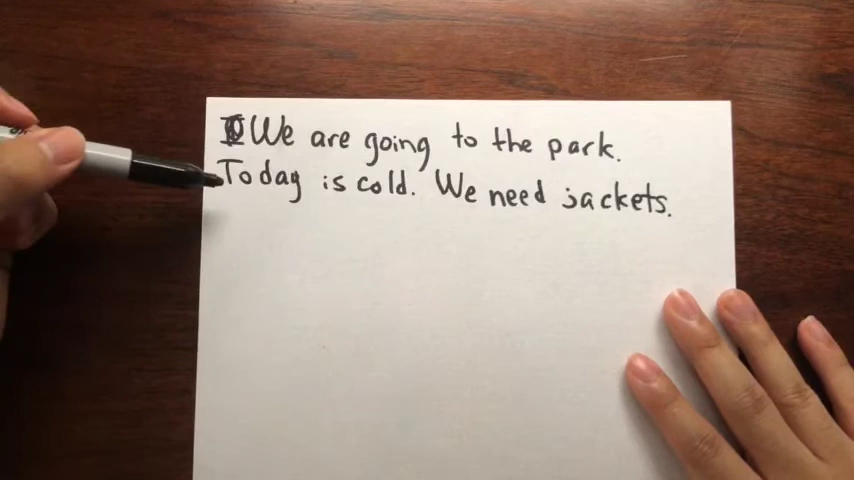 We are going to the park.
Today is cold. We need jackets.